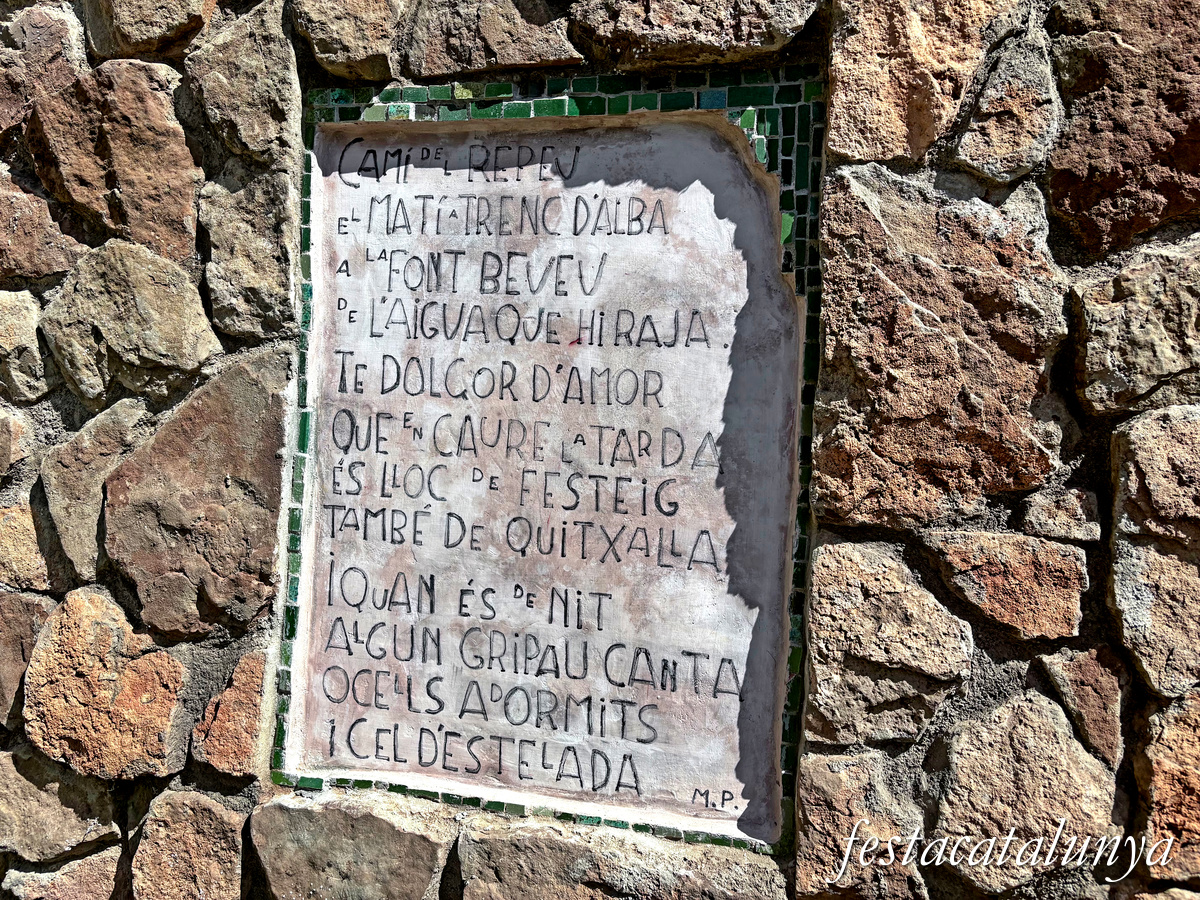 CAMÍ DEL REPEU
EL MATÍ A TRENC D'ALBA
A LA FONT BEVEU
DE L'AIGUA QUE HI RAJA.
TE DOLÇOR D'AMOR
QUE EN CAURE LA TARDA
ÉS LLOC DE FESTEIG
TAMBÉ DE QUITXALLA
I QUAN ÉS DE NIT
ALGUN GRIPAU CANTA
OCELLS ADORMITS
I CEL D'ESTELADA
M.P.
festacatalunya